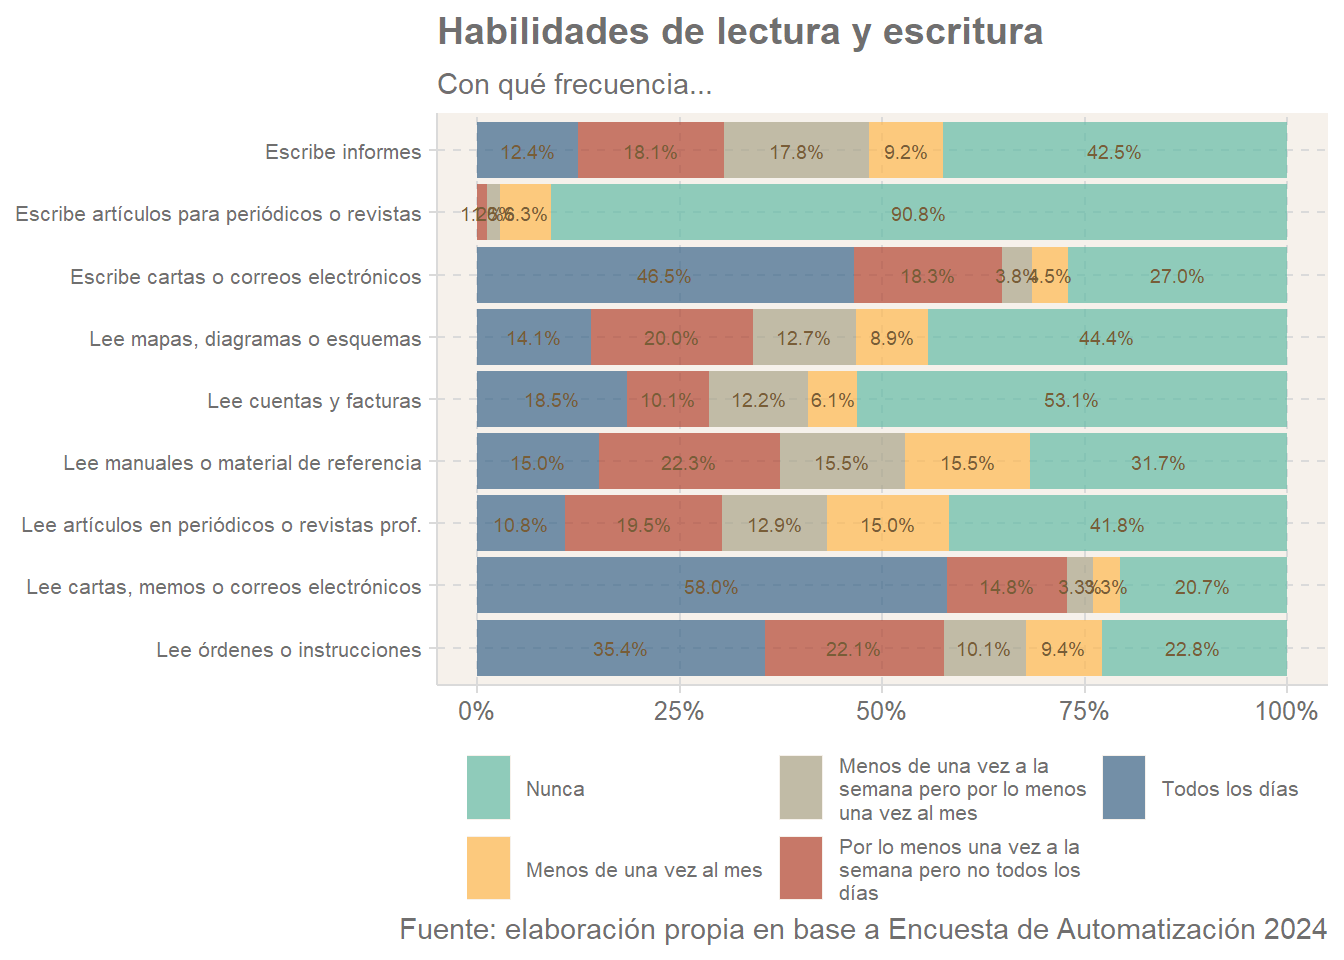 Habilidades de lectura y escritura
Con qué frecuencia...
Escribe informes 12.4% 18.1% 17.8% 9.2% 42.5%
Escribe artículos para periódicos o revistas 6.3% 90.8%
Escribe cartas o correos electrónicos 46.5% 18.3% 3.8% 4.5% 27.0%
Lee mapas, diagramas o esquemas 14.1% 20.0% 12.7% 8.9% 44.4%
Lee cuentas y facturas 18.5% 10.1% 12.2% 6.1% 53.1%
Lee manuales o material de referencia 15.0% 22.3% 15.5% 15.5% 31.7%
Lee artículos en periódicos o revistas prof. 10.8% 19.5% 12.9% 15.0% 41.8%
Lee cartas, memos o correos electrónicos 58.0% 14.8% 3.3% 3.3% 20.7%
Lee órdenes o instrucciones 35.4% 22.1% 10.1% 9.4% 22.8%
0% 25% 50% 75% 100%
Nunca
Menos de una vez al mes
Menos de una vez a la
semana pero por lo menos
una vez al mes
Por lo menos una vez a la
semana pero no todos los
días
Todos los días
Fuente: elaboración propia en base a Encuesta de Automatización 2024